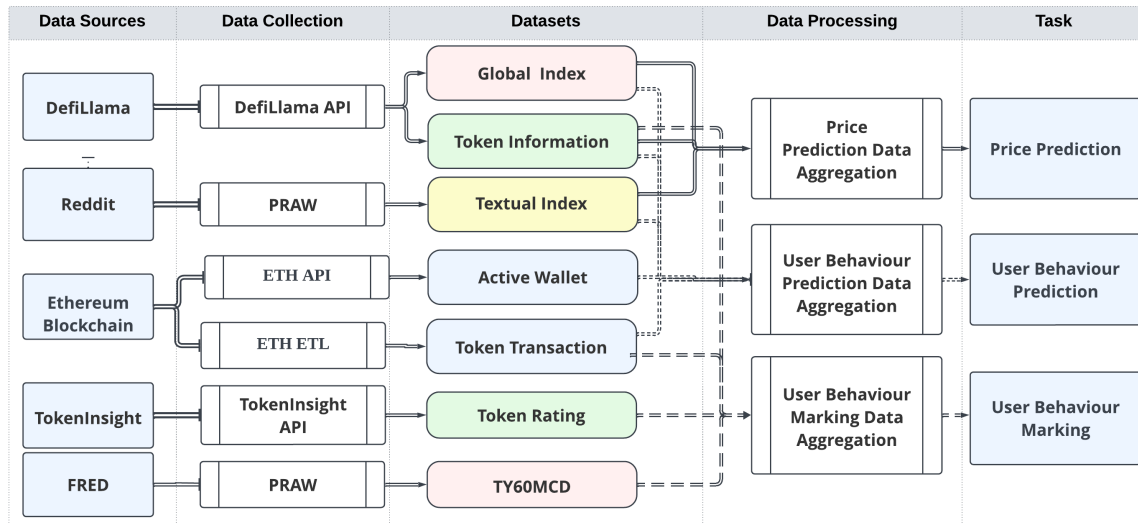 Data Sources
Data Collection
Datasets
Data Processing
Task
DefiLlama
DefiLlama API
Global Index
Token Information
Price
Prediction Data
Aggregation
Price Prediction
Reddit
PRAW
Textual Index
Ethereum
Blockchain
ETH API
Active Wallet
User Behaviour
Prediction Data
Aggregation
User Behaviour
Prediction
ETH ETL
Token Transaction
TokenInsight
TokenInsight
API
Token Rating
User Behaviour
Marking Data
Aggregation
User Behaviour
Marking
FRED
PRAW
TY60MCD